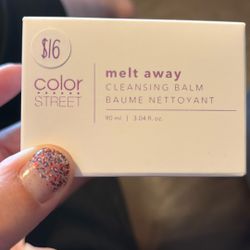 $16
color
STREET
melt away
CLEANSING BALM
BAUME NETTOYANT
90 ml | 3.04 fl. oz.